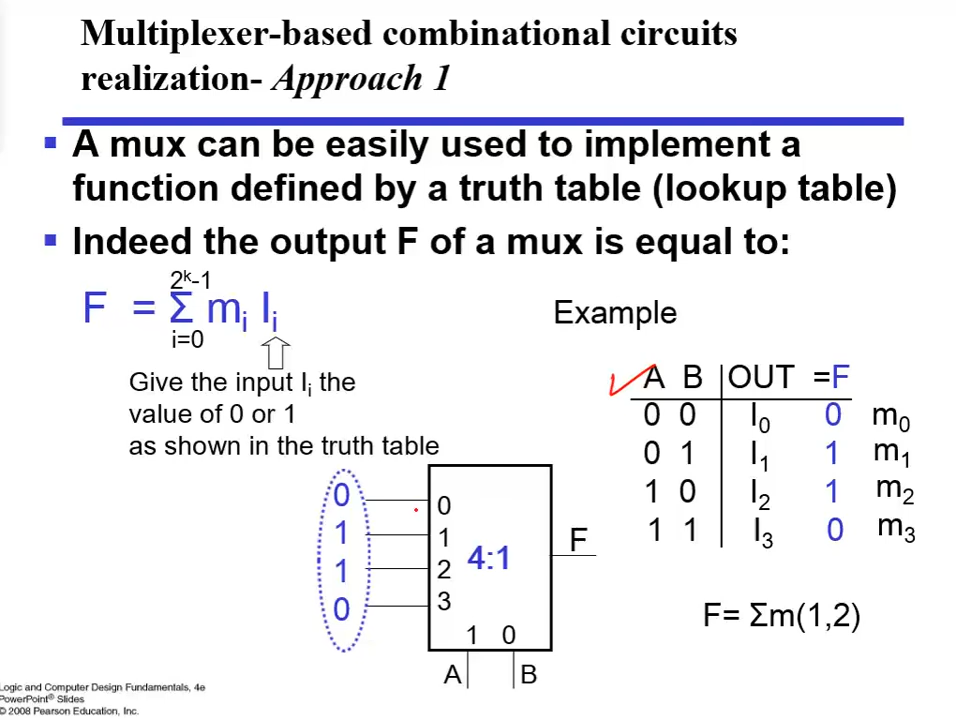 Multiplexer-based combinational circuits
realization- Approach 1
▪ A mux can be easily used to implement a
function defined by a truth table (lookup table)
▪ Indeed the output F of a mux is equal to:
2ᵏ-1
F = Σ mᵢ Iᵢ
i=0
Give the input Iᵢ the
value of 0 or 1
as shown in the truth table
Example
A B OUT =F
0 0 I₀ 0 m₀
0 1 I₁ 1 m₁
1 0 I₂ 1 m₂
1 1 I₃ 0 m₃
0 0
1 1
1 2
0 3
4:1
F
1 0
A B
F= Σm(1,2)
Logic and Computer Design Fundamentals, 4e
PowerPoint® Slides
© 2008 Pearson Education, Inc.